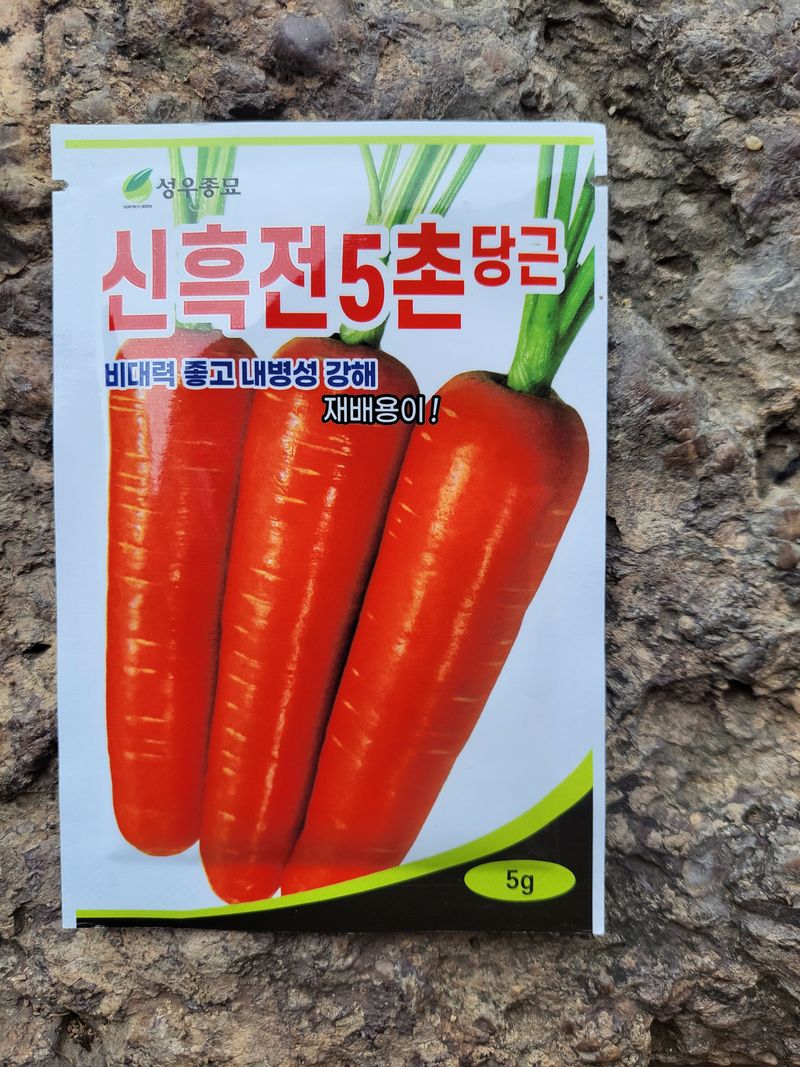 성우종묘
신흑전5촌 당근
비대력 좋고 내병성 강해
재배용이!
5g